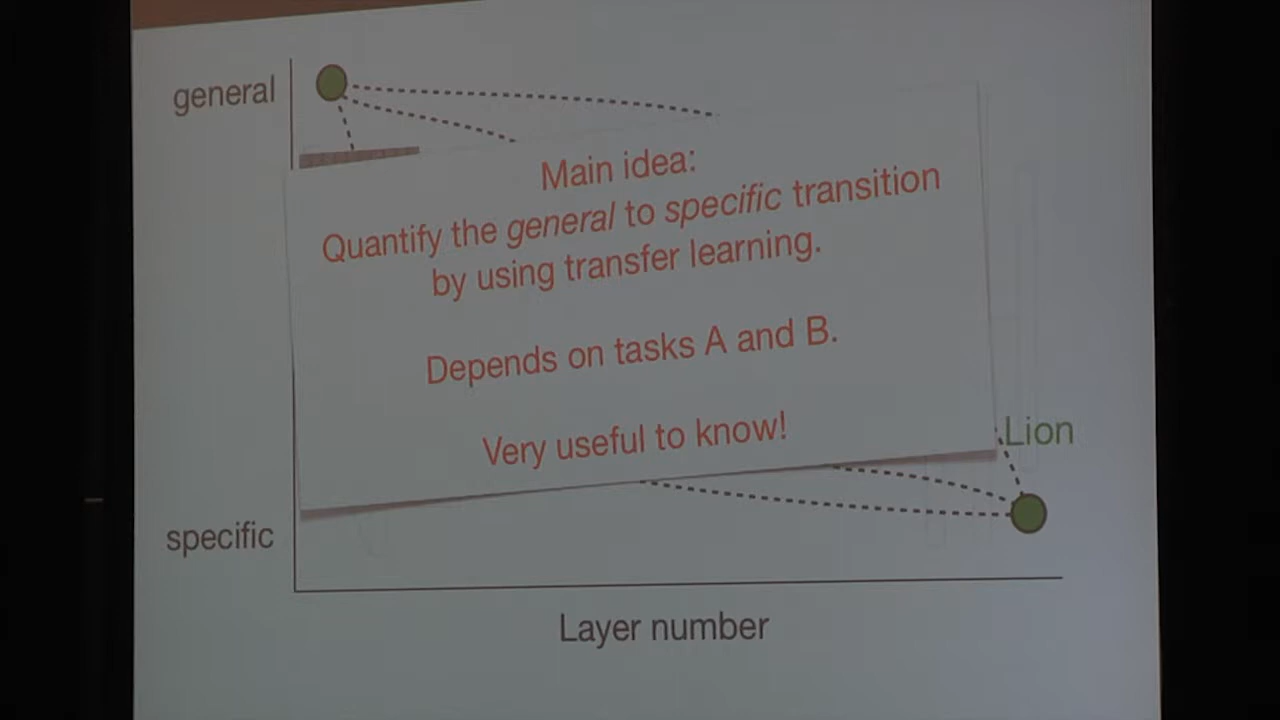 general
Main idea:
Quantify the general to specific transition
by using transfer learning.
Depends on tasks A and B.
Very useful to know!
Lion
specific
Layer number